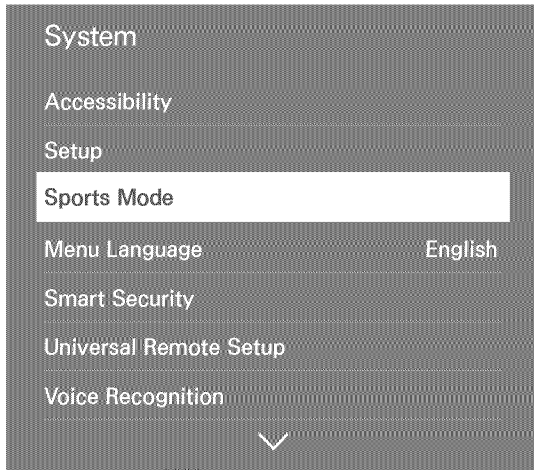 System
Accessibility
Setup
Sports Mode
Menu Language English
Smart Security
Universal Remote Setup
Voice Recognition